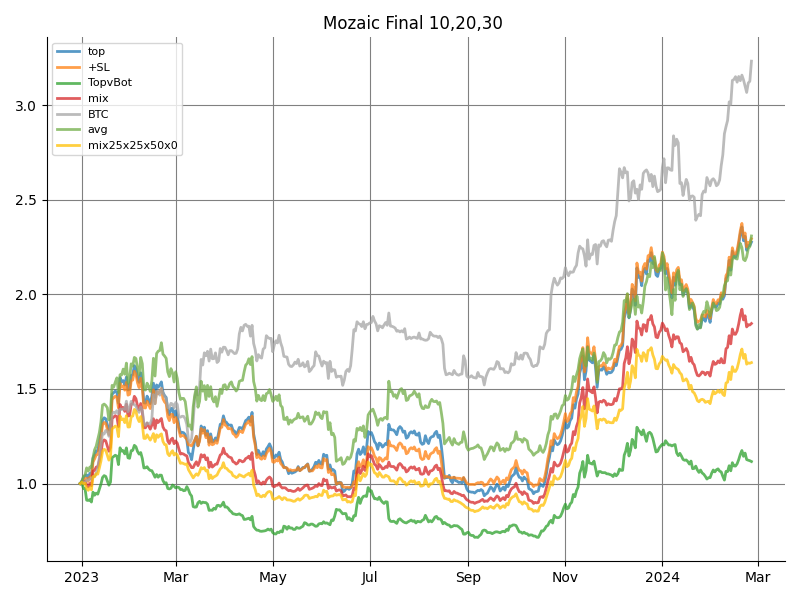 Mozaic Final 10,20,30
top
+SL
TopvBot
mix
BTC
avg
mix25x25x50x0
3.0
2.5
2.0
1.5
1.0
2023 Mar May Jul Sep Nov 2024 Mar